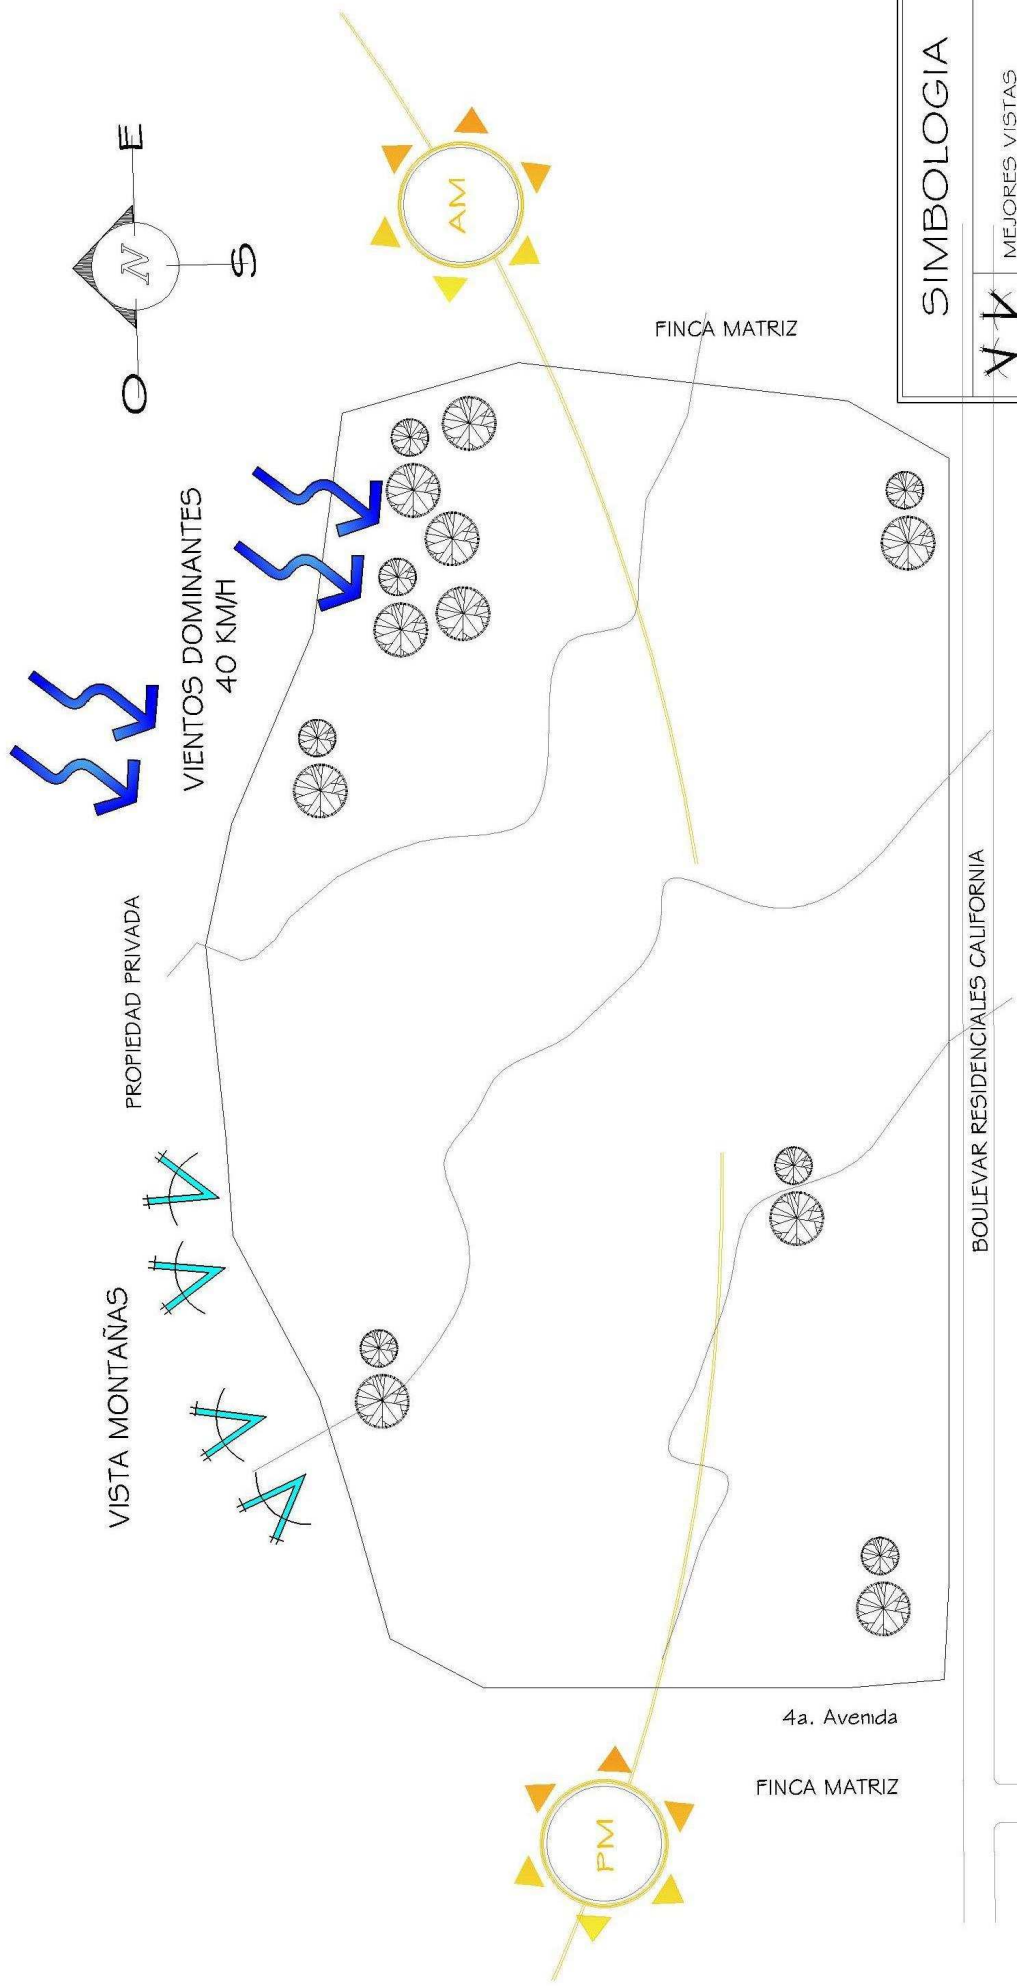 N
E
S
O
AM
VIENTOS DOMINANTES
40 KM/H
FINCA MATRIZ
PROPIEDAD PRIVADA
VISTA MONTAÑAS
BOULEVAR RESIDENCIALES CALIFORNIA
4a. Avenida
FINCA MATRIZ
PM
SIMBOLOGIA
MEJORES VISTAS